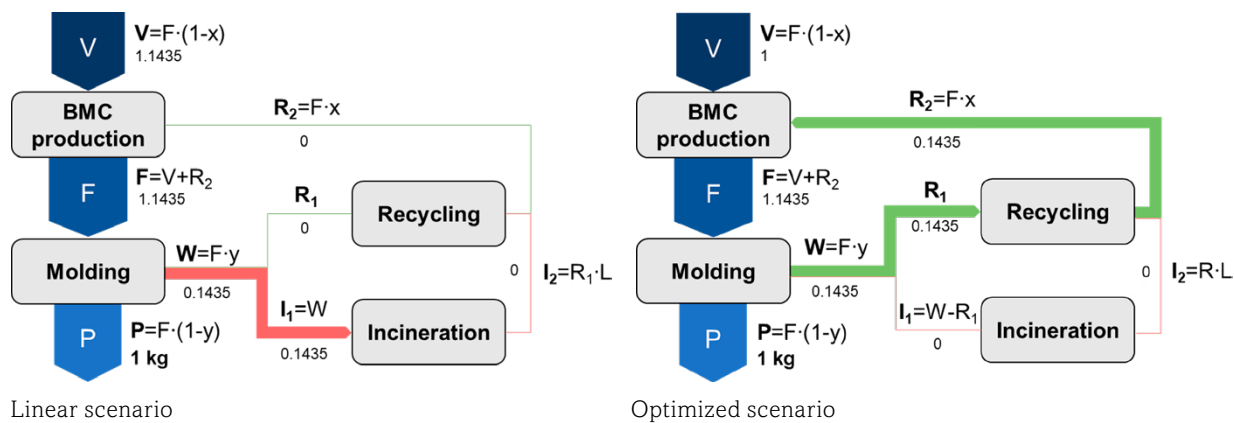 V
V=F·(1-x)
1.1435
BMC
production
R₂=F·x
0
F
F=V+R₂
1.1435
R₁
0
Recycling
Molding
W=F·y
0.1435
0
I₂=R₁·L
I₁=W
0.1435
Incineration
P
P=F·(1-y)
1 kg
Linear scenario
V
V=F·(1-x)
1
BMC
production
R₂=F·x
0.1435
F
F=V+R₂
1.1435
R₁
0.1435
Recycling
Molding
W=F·y
0.1435
0
I₂=R·L
I₁=W-R₁
0
Incineration
P
P=F·(1-y)
1 kg
Optimized scenario